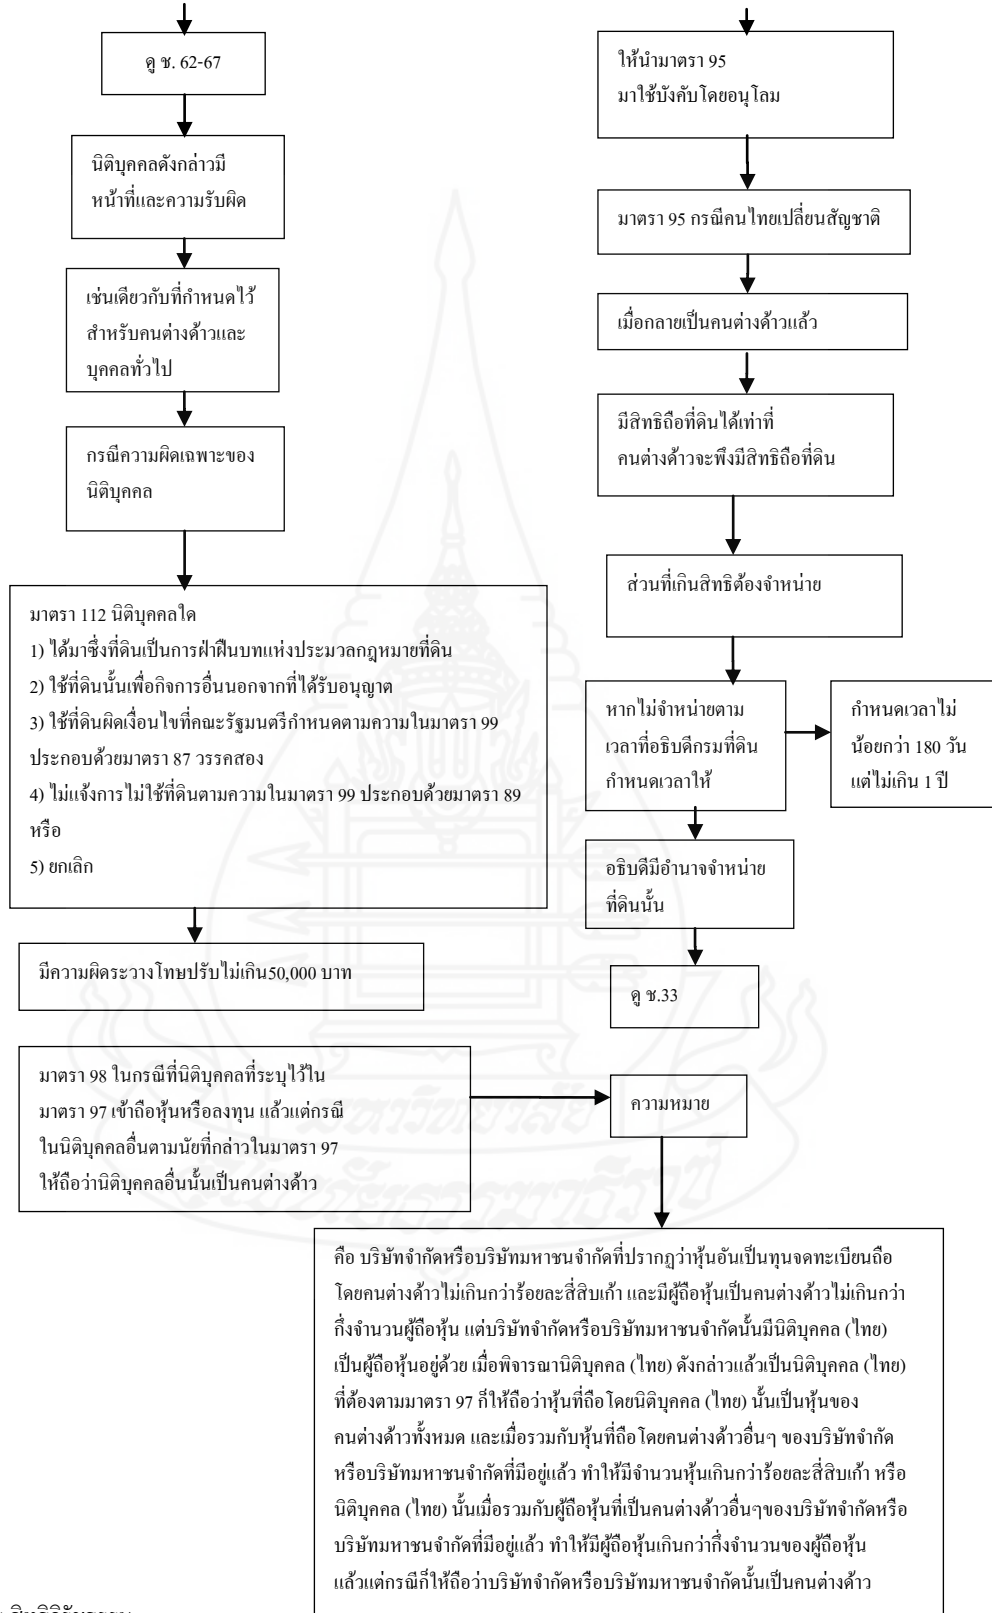 ดู ช. 62-67
นิติบุคคลดังกล่าวมี
หน้าที่และความรับผิด
เช่นเดียวกับที่กำหนดไว้
สำหรับคนต่างด้าวและ
บุคคลทั่วไป
กรณีความผิดเฉพาะของ
นิติบุคคล
มาตรา 112 นิติบุคคลใด
1) ได้มาซึ่งที่ดินเป็นการฝ่าฝืนบทแห่งประมวลกฎหมายที่ดิน
2) ใช้ที่ดินนั้นเพื่อกิจการอื่นนอกจากที่ได้รับอนุญาต
3) ใช้ที่ดินผิดเงื่อนไขที่คณะรัฐมนตรีกำหนดตามความในมาตรา 99
ประกอบด้วยมาตรา 87 วรรคสอง
4) ไม่แจ้งการไม่ใช้ที่ดินตามความในมาตรา 99 ประกอบด้วยมาตรา 89
หรือ
5) ยกเลิก
มีความผิดระวางโทษปรับไม่เกิน50,000 บาท
ให้นำมาตรา 95
มาใช้บังคับโดยอนุโลม
มาตรา 95 กรณีคนไทยเปลี่ยนสัญชาติ
เมื่อกลายเป็นคนต่างด้าวแล้ว
มีสิทธิถือที่ดินได้เท่าที่
คนต่างด้าวจะพึงมีสิทธิถือที่ดิน
ส่วนที่เกินสิทธิต้องจำหน่าย
หากไม่จำหน่ายตาม
เวลาที่อธิบดีกรมที่ดิน
กำหนดเวลาให้
กำหนดเวลาไม่
น้อยกว่า 180 วัน
แต่ไม่เกิน 1 ปี
อธิบดีมีอำนาจจำหน่าย
ที่ดินนั้น
ดู ช.33
มาตรา 98 ในกรณีที่นิติบุคคลที่ระบุไว้ใน
มาตรา 97 เข้าถือหุ้นหรือลงทุน แล้วแต่กรณี
ในนิติบุคคลอื่นตามนัยที่กล่าวในมาตรา 97
ให้ถือว่านิติบุคคลอื่นนั้นเป็นคนต่างด้าว
ความหมาย
คือ บริษัทจำกัดหรือบริษัทมหาชนจำกัดที่ปรากฏว่าหุ้นอันเป็นทุนจดทะเบียนถือ
โดยคนต่างด้าวไม่เกินกว่าร้อยละสี่สิบเก้า และมีผู้ถือหุ้นเป็นคนต่างด้าวไม่เกินกว่า
กึ่งจำนวนผู้ถือหุ้น แต่บริษัทจำกัดหรือบริษัทมหาชนจำกัดนั้นมีนิติบุคคล (ไทย)
เป็นผู้ถือหุ้นอยู่ด้วย เมื่อพิจารณานิติบุคคล (ไทย) ดังกล่าวแล้วเป็นนิติบุคคล (ไทย)
ที่ต้องตามมาตรา 97 ก็ให้ถือว่าหุ้นที่ถือโดยนิติบุคคล (ไทย) นั้นเป็นหุ้นของ
คนต่างด้าวทั้งหมด และเมื่อรวมกับหุ้นที่ถือโดยคนต่างด้าวอื่นๆ ของบริษัทจำกัด
หรือบริษัทมหาชนจำกัดที่มีอยู่แล้ว ทำให้มีจำนวนหุ้นเกินกว่าร้อยละสี่สิบเก้า หรือ
นิติบุคคล (ไทย) นั้นเมื่อรวมกับผู้ถือหุ้นที่เป็นคนต่างด้าวอื่นๆของบริษัทจำกัดหรือ
บริษัทมหาชนจำกัดที่มีอยู่แล้ว ทำให้มีผู้ถือหุ้นเกินกว่ากึ่งจำนวนของผู้ถือหุ้น
แล้วแต่กรณีก็ให้ถือว่าบริษัทจำกัดหรือบริษัทมหาชนจำกัดนั้นเป็นคนต่างด้าว